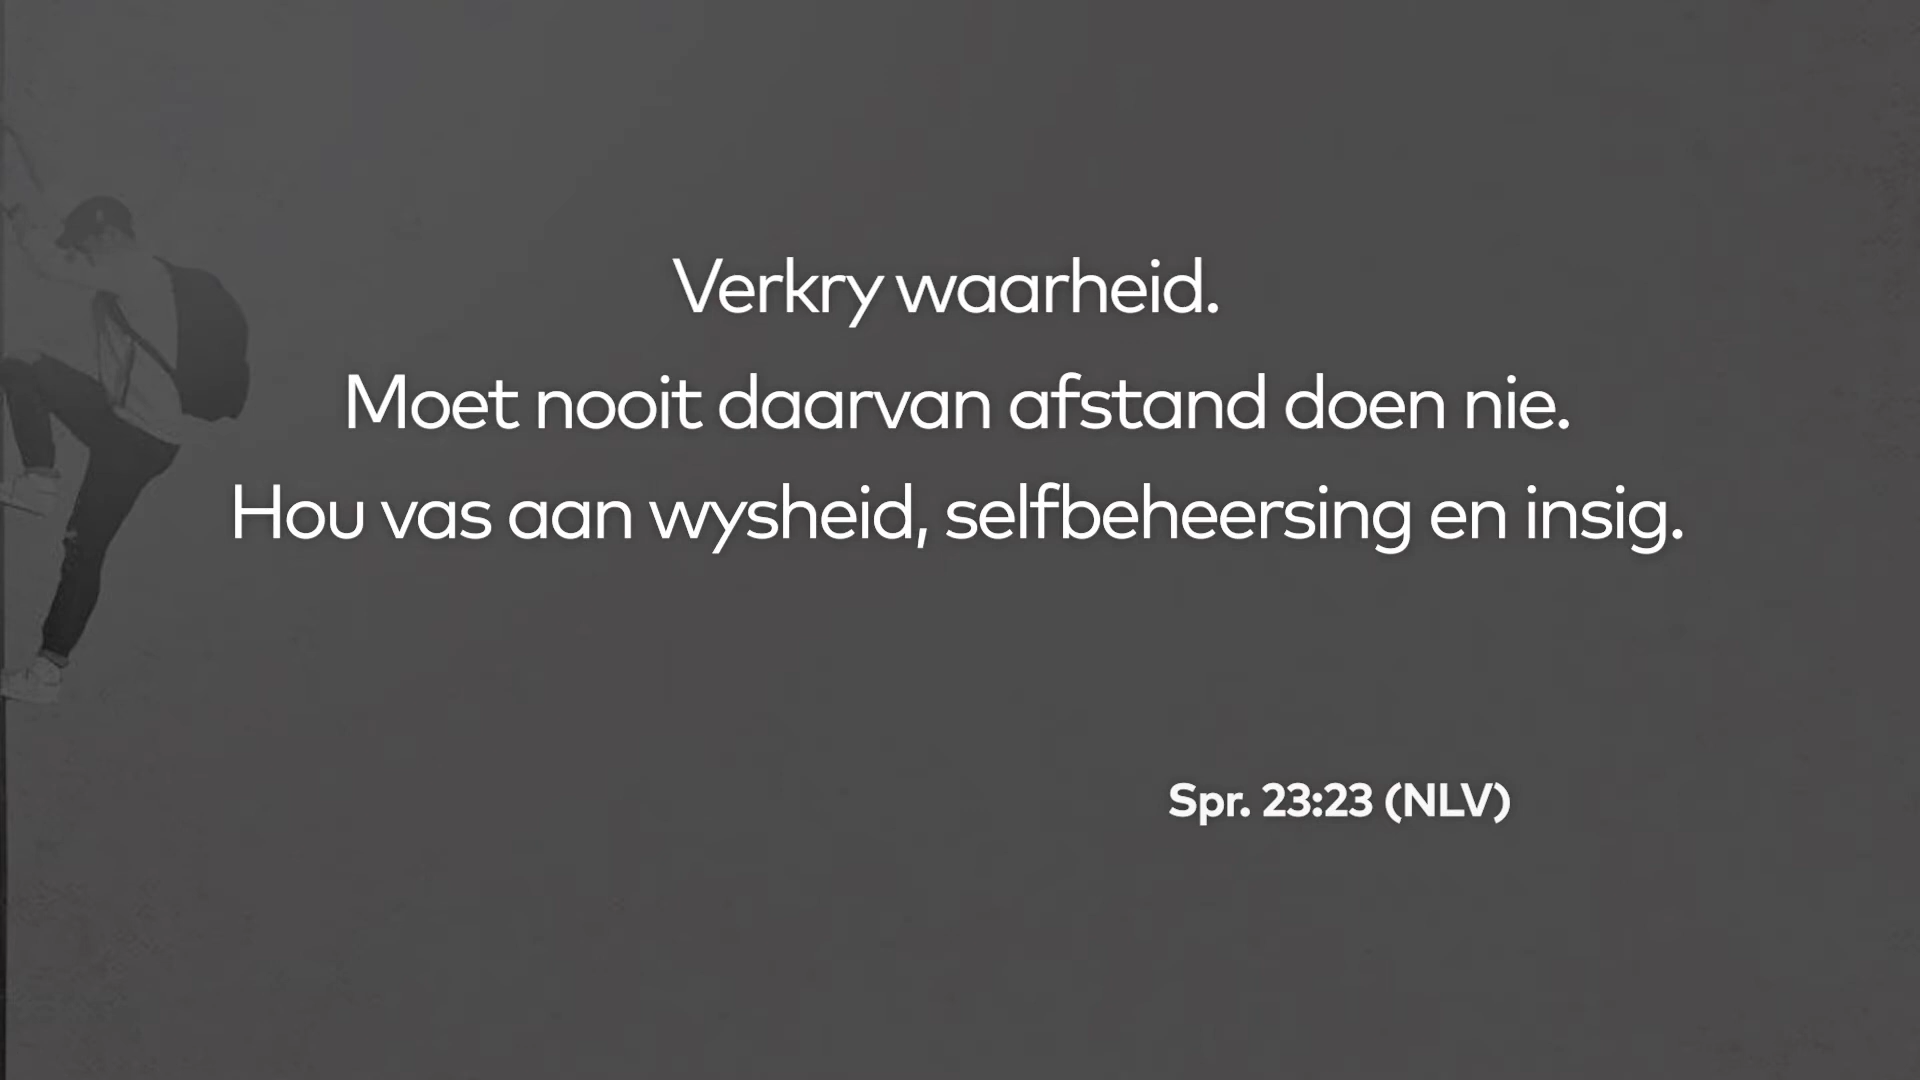 Verkry waarheid.
Moet nooit daarvan afstand doen nie.
Hou vas aan wysheid, selfbeheersing en insig.
Spr. 23:23 (NLV)